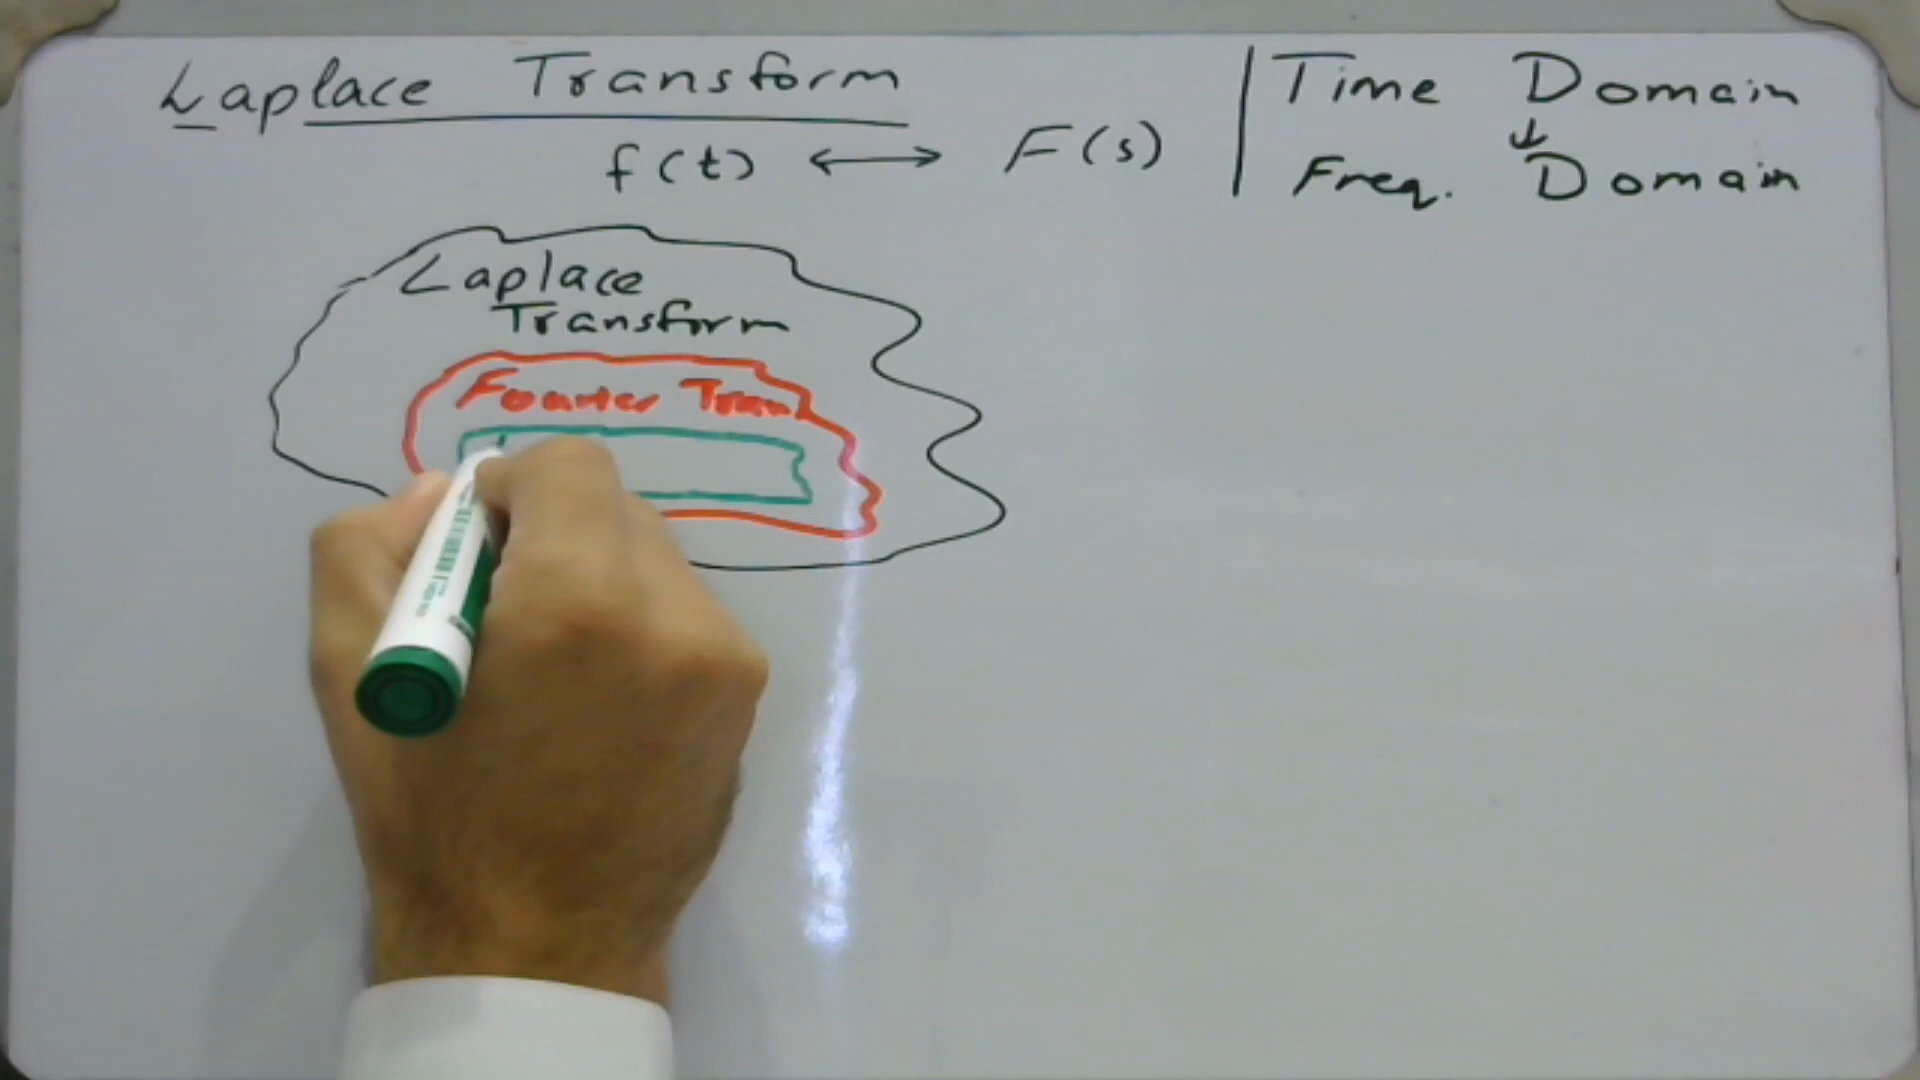 Laplace Transform
f(t) ↔ F(s)
Time Domain
↓
Freq. Domain
Laplace
Transform
Fourier Tran